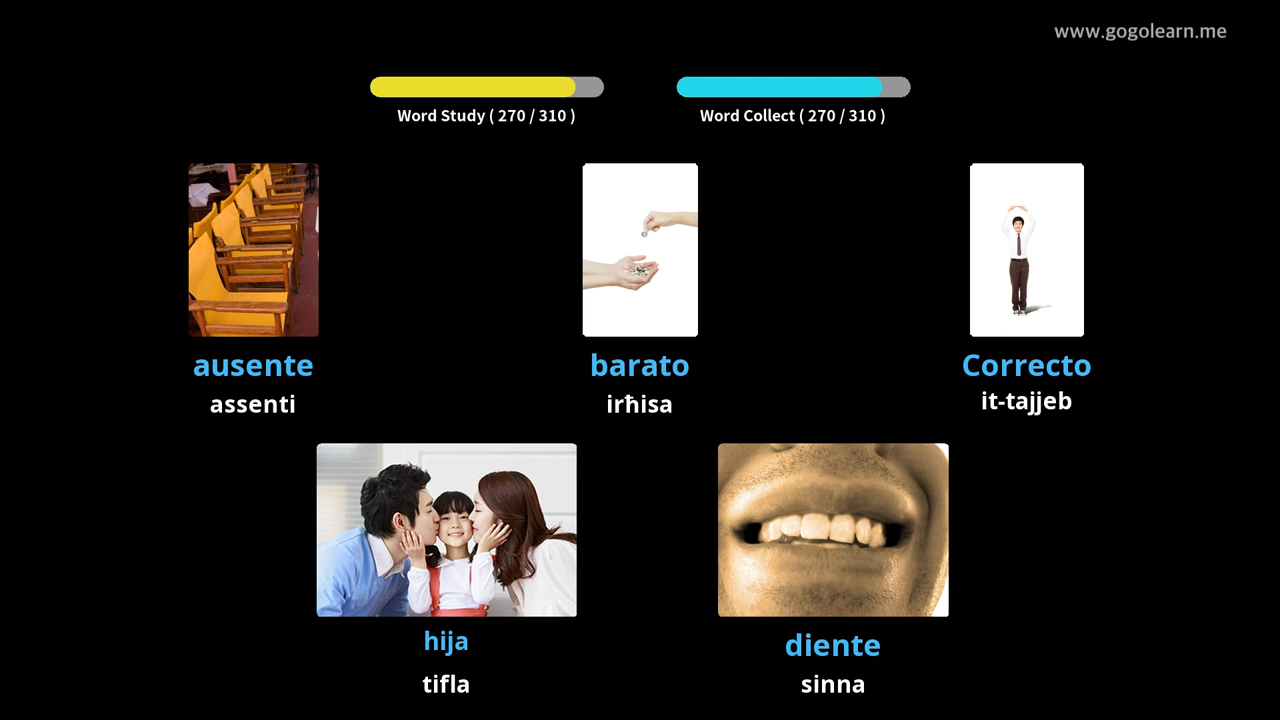 www.gogolearn.me
Word Study ( 270 / 310 )
Word Collect ( 270 / 310 )
ausente
assenti
barato
irħisa
Correcto
it-tajjeb
hija
tifla
diente
sinna